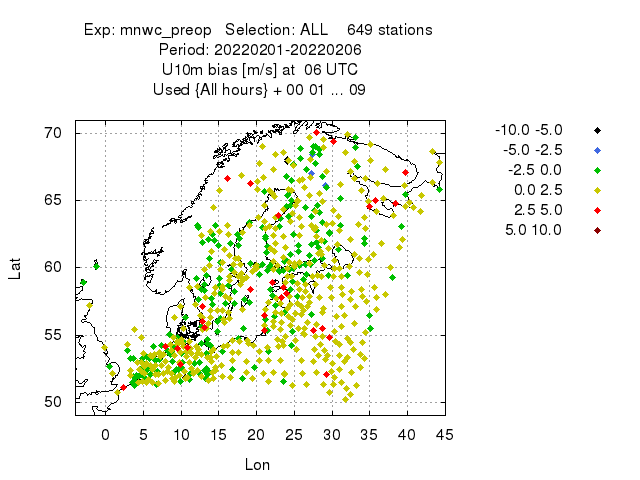 Exp: mnwc_preop Selection: ALL 649 stations
Period: 20220201-20220206
U10m bias [m/s] at 06 UTC
Used {All hours} + 00 01 ... 09
70
65
60
55
50
0 5 10 15 20 25 30 35 40 45
Lat
Lon
-10.0 -5.0
-5.0 -2.5
-2.5 0.0
0.0 2.5
2.5 5.0
5.0 10.0